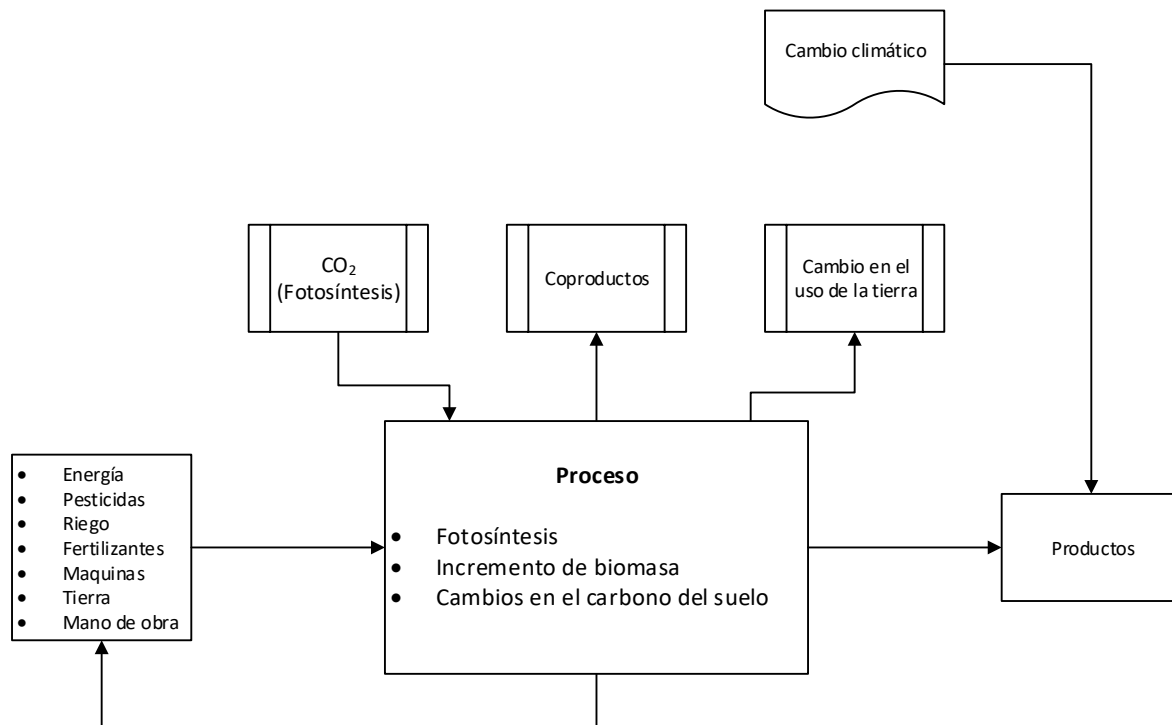 Cambio climático
CO₂
(Fotosíntesis)
Coproductos
Cambio en el
uso de la tierra
• Energía
• Pesticidas
• Riego
• Fertilizantes
• Maquinas
• Tierra
• Mano de obra
Proceso
• Fotosíntesis
• Incremento de biomasa
• Cambios en el carbono del suelo
Productos